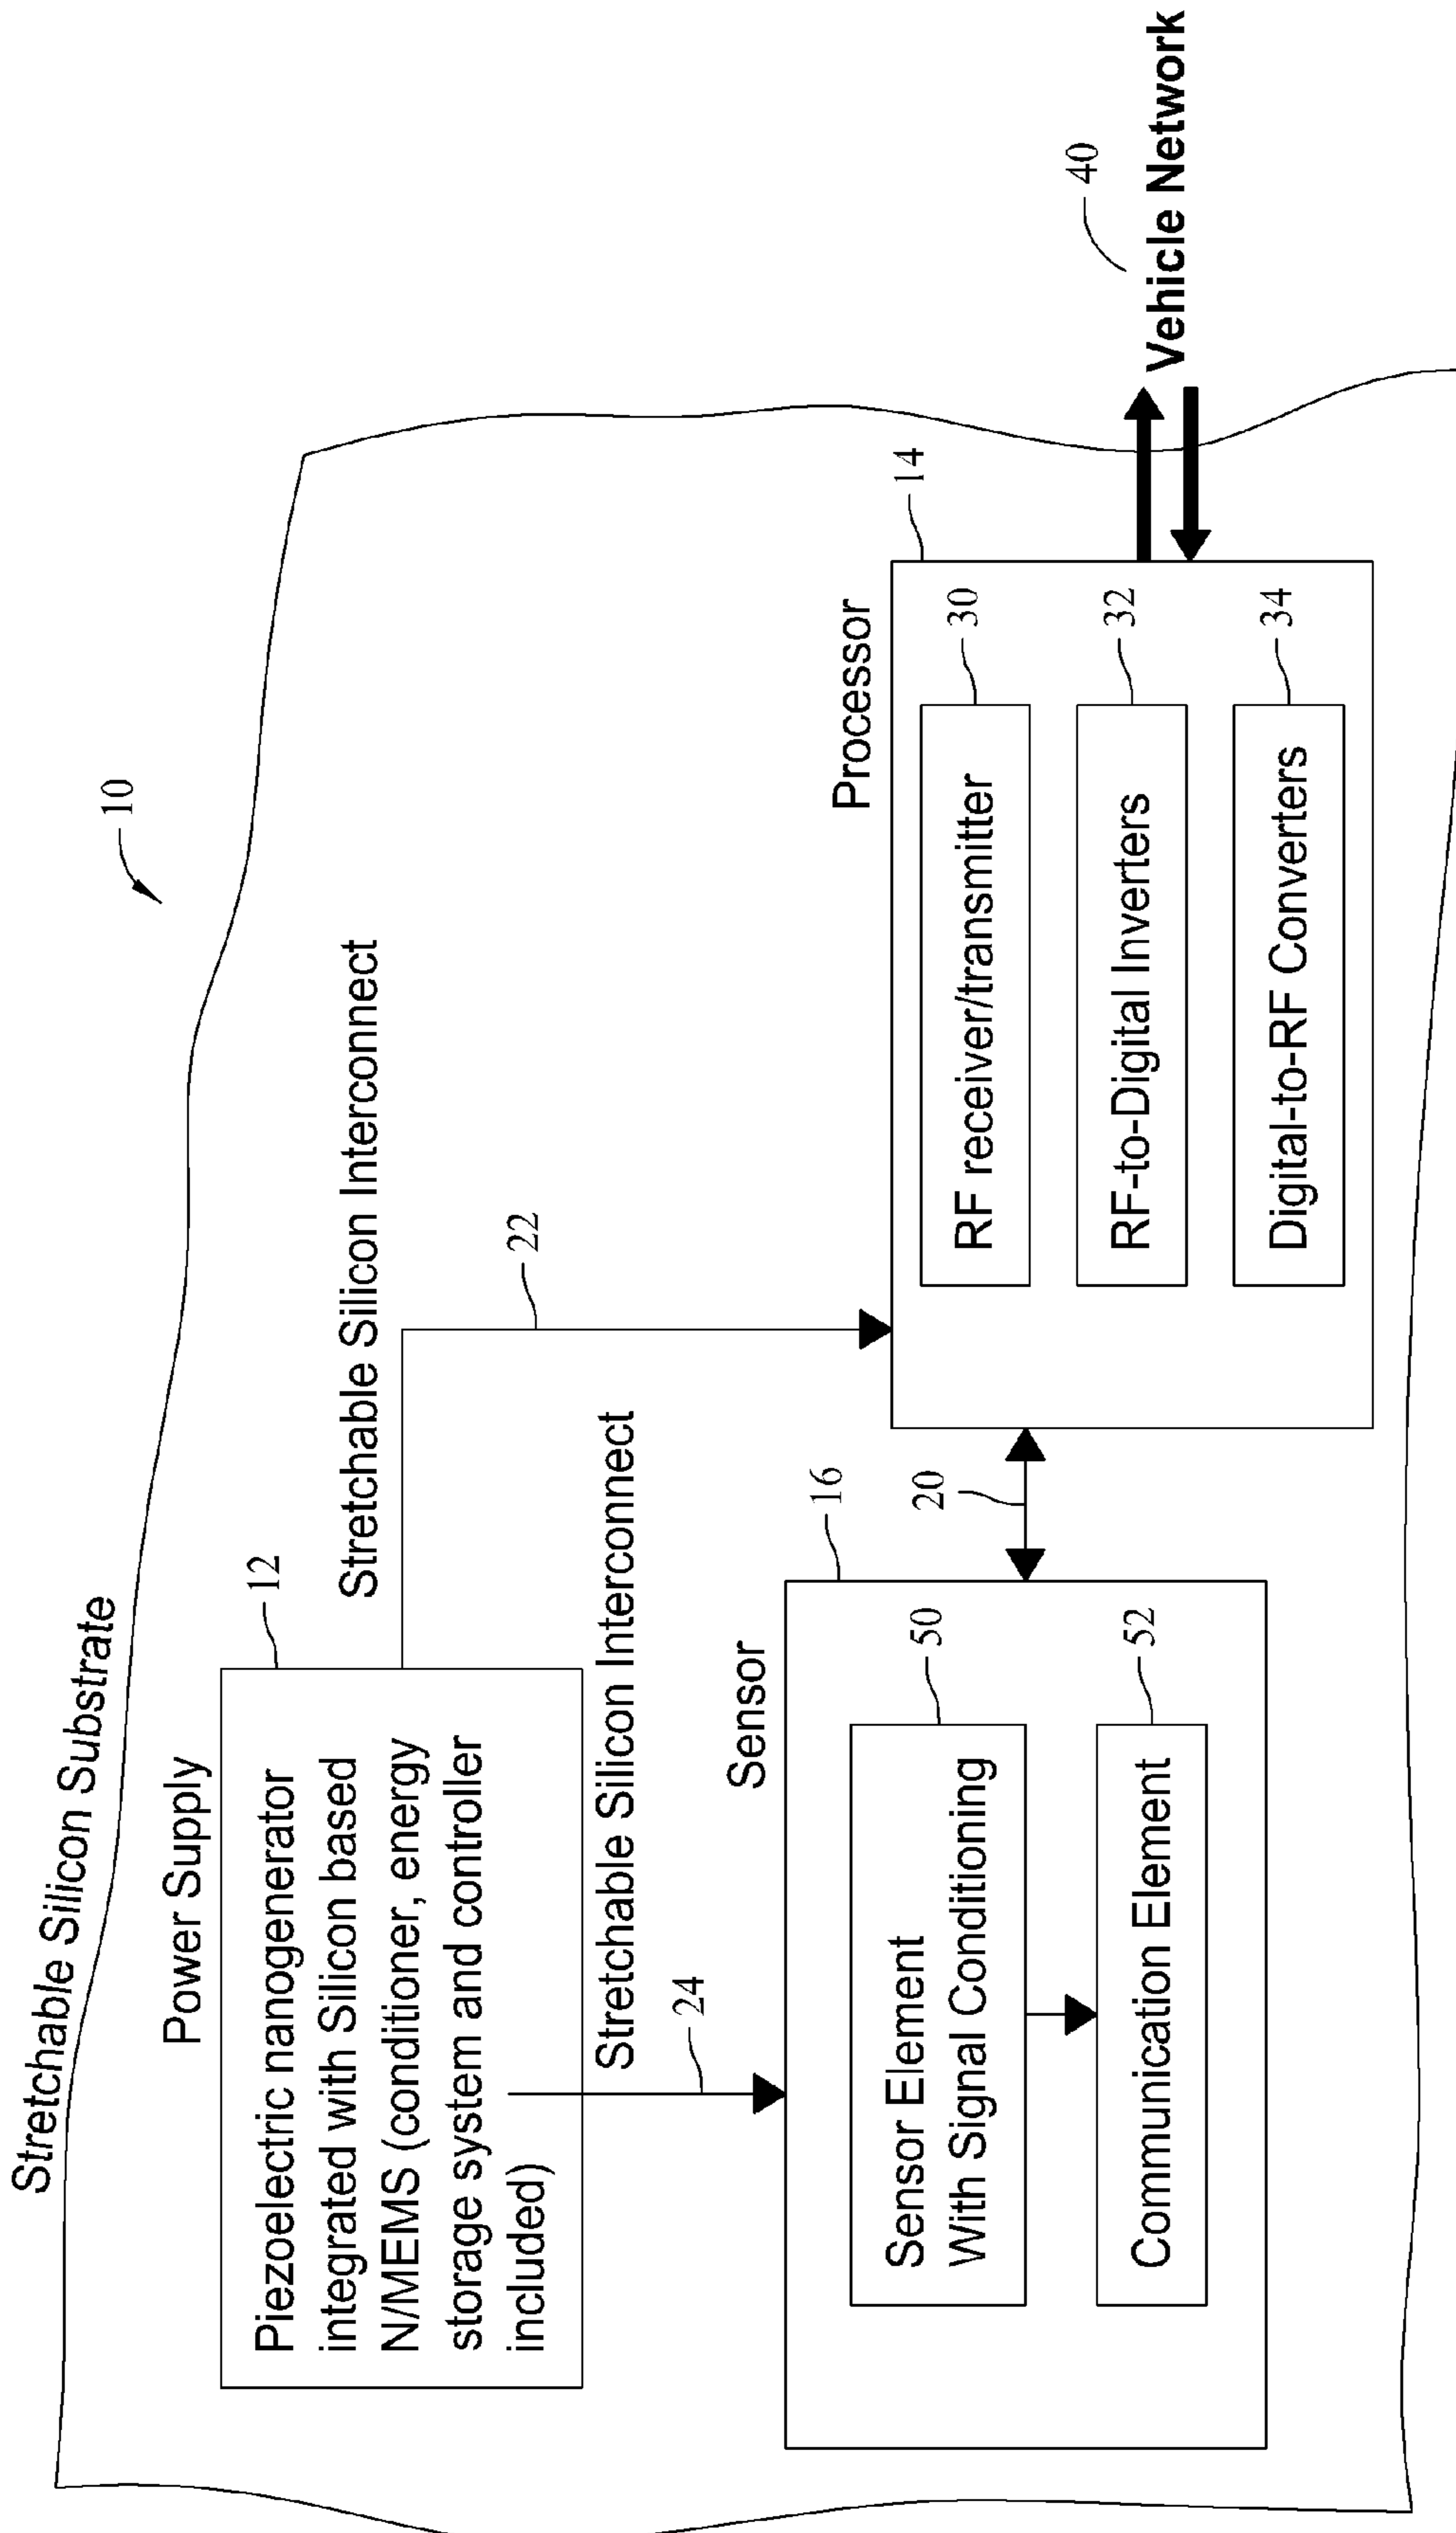 Stretchable Silicon Substrate
10
Power Supply
12
Piezoelectric nanogenerator
integrated with Silicon based
N/MEMS (conditioner, energy
storage system and controller
included)
Stretchable Silicon Interconnect
22
Stretchable Silicon Interconnect
24
Sensor
16
Sensor Element
With Signal Conditioning
50
Communication Element
52
20
Processor
14
RF receiver/transmitter
30
RF-to-Digital Inverters
32
Digital-to-RF Converters
34
40
Vehicle Network